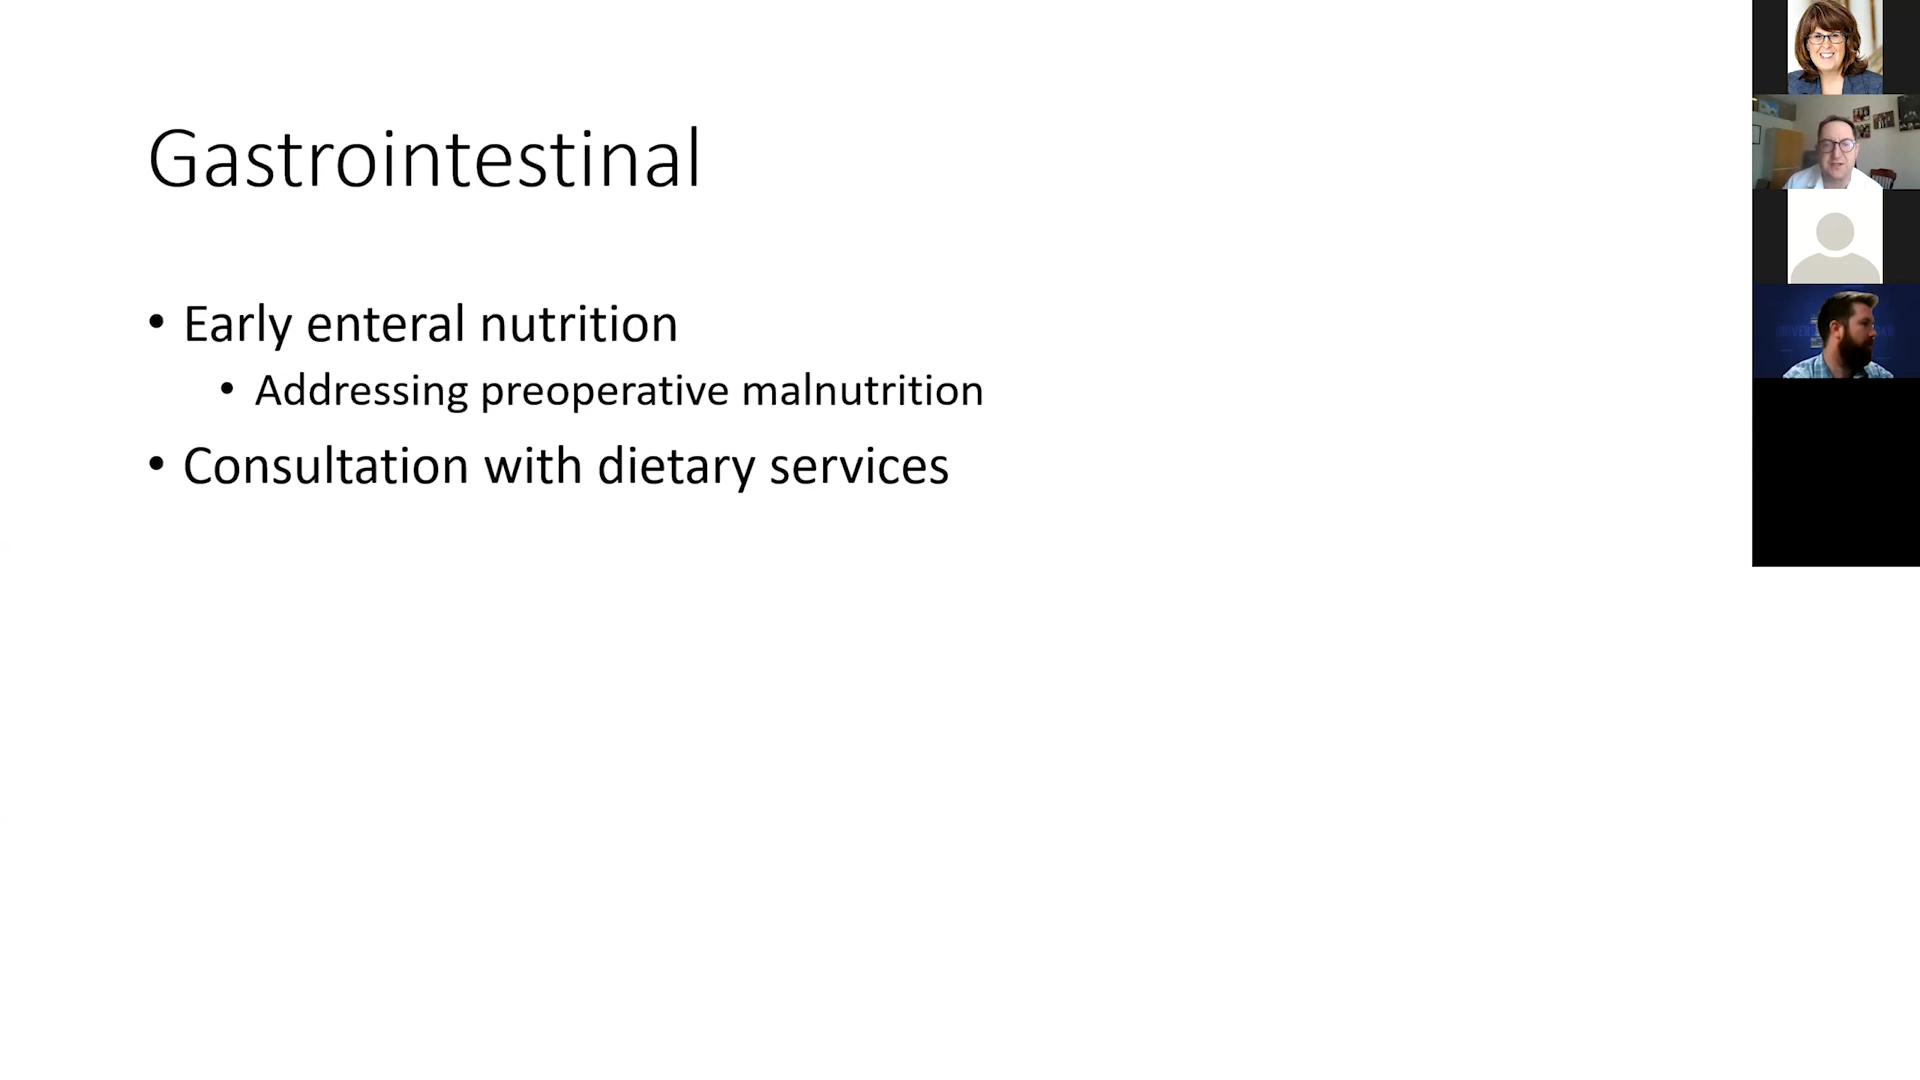 Gastrointestinal
• Early enteral nutrition
• Addressing preoperative malnutrition
• Consultation with dietary services